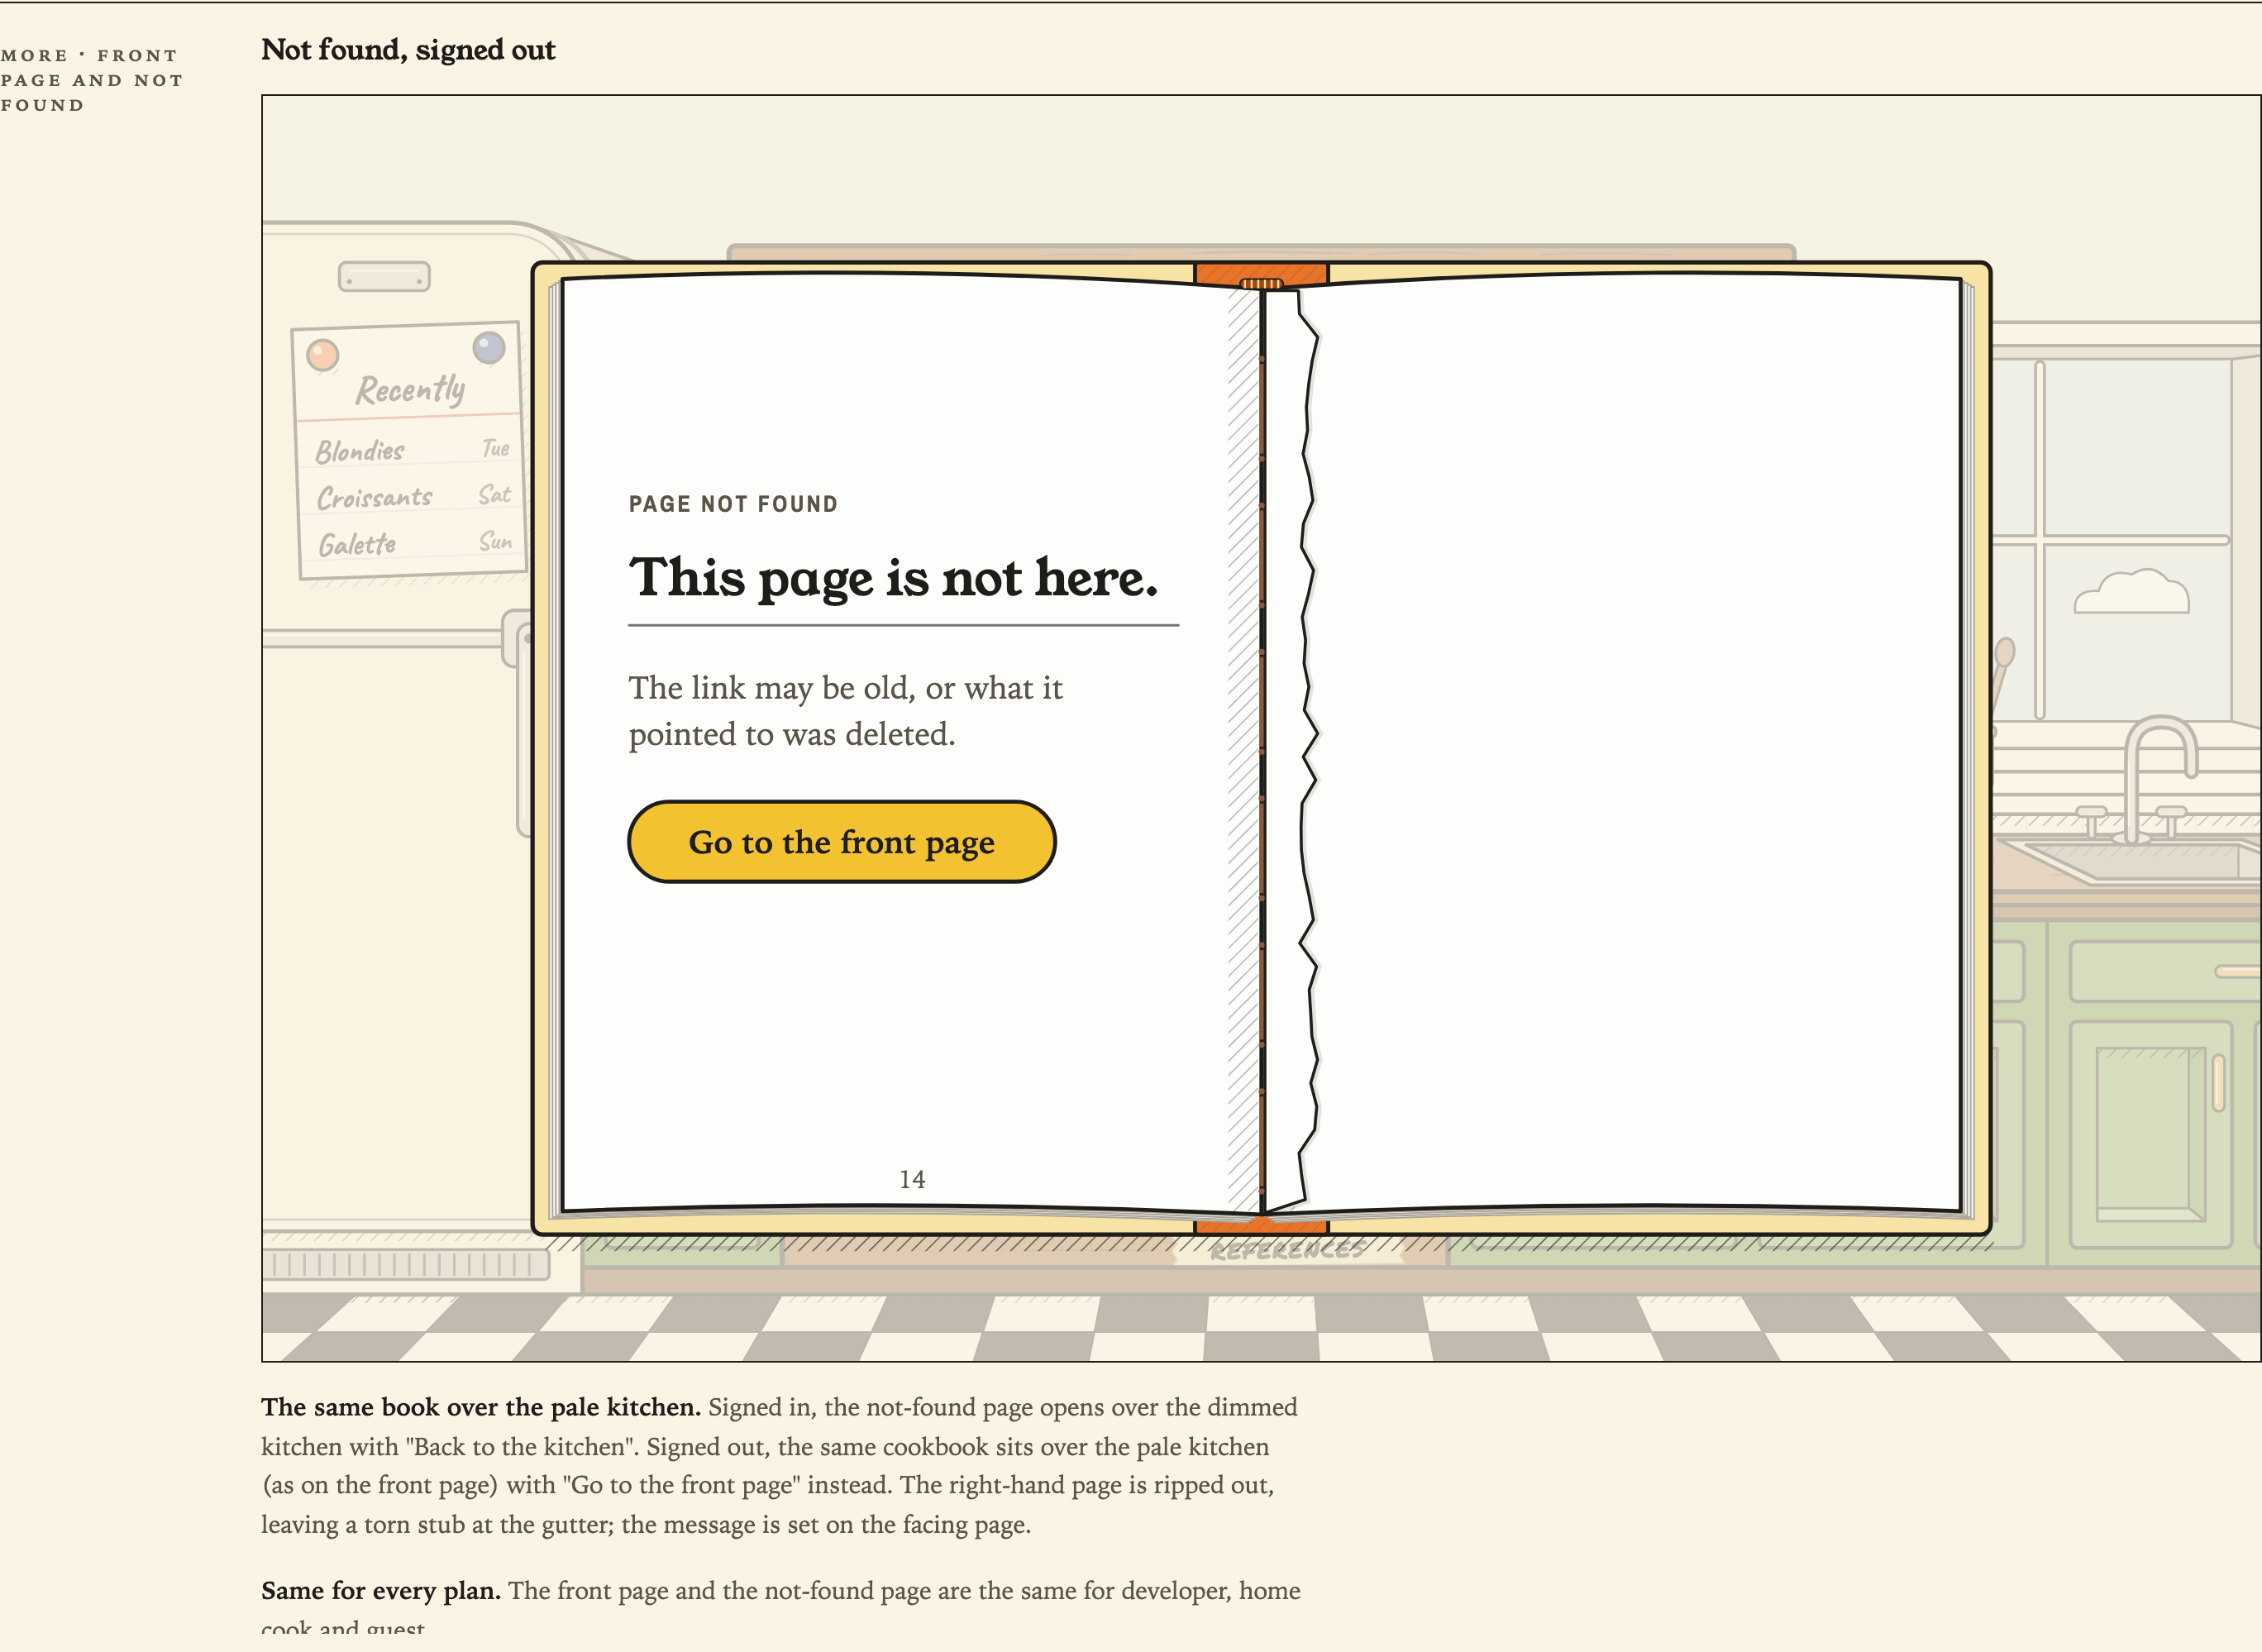 MORE · FRONT
PAGE AND NOT
FOUND
Not found, signed out
Recently
Blondies Tue
Croissants Sat
Galette Sun
PAGE NOT FOUND
This page is not here.
The link may be old, or what it
pointed to was deleted.
Go to the front page
14
REFERENCES
The same book over the pale kitchen. Signed in, the not-found page opens over the dimmed
kitchen with "Back to the kitchen". Signed out, the same cookbook sits over the pale kitchen
(as on the front page) with "Go to the front page" instead. The right-hand page is ripped out,
leaving a torn stub at the gutter; the message is set on the facing page.
Same for every plan. The front page and the not-found page are the same for developer, home
cook and guest